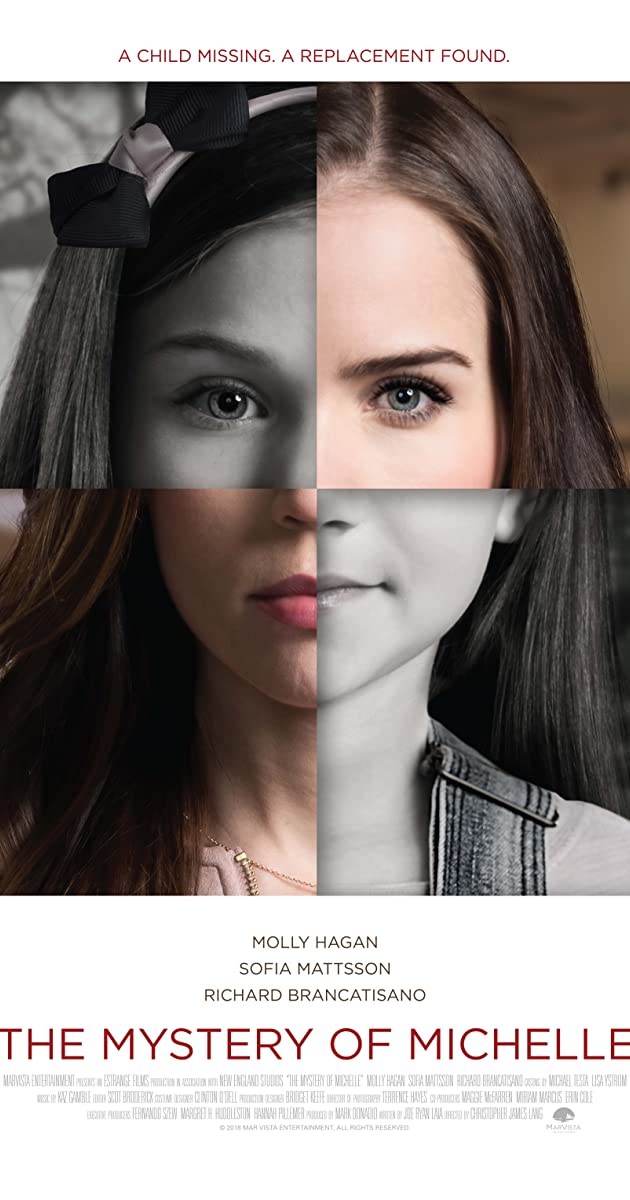 A CHILD MISSING. A REPLACEMENT FOUND.
MOLLY HAGAN
SOFIA MATTSSON
RICHARD BRANCATISANO
THE MYSTERY OF MICHELLE
MARVISTA ENTERTAINMENT PRESENTS AN ESTRANGE FILMS PRODUCTION IN ASSOCIATION WITH NEW ENGLAND STUDIOS "THE MYSTERY OF MICHELLE" MOLLY HAGAN SOFIA MATTSSON RICHARD BRANCATISANO CASTING BY MICHAEL TESTA LISA YSTROM
MUSIC BY KAZ GAMBLE EDITOR SCOT BRODERICK COSTUME DESIGNER CLINTON O'DELL PRODUCTION DESIGNER BRIDGET KEEFE DIRECTOR OF PHOTOGRAPHY TERRENCE HAYES CO-PRODUCERS MAGGIE McFARREN MIRIAM MARCUS ERIN COLE
EXECUTIVE PRODUCERS FERNANDO SZEW MARGRET H. HUDDLESTON HANNAH PILLEMER PRODUCED BY MARK DONADIO WRITTEN BY JOE RYAN LAIA DIRECTED BY CHRISTOPHER JAMES LANG
© 2018 MAR VISTA ENTERTAINMENT. ALL RIGHTS RESERVED.
MARVISTA